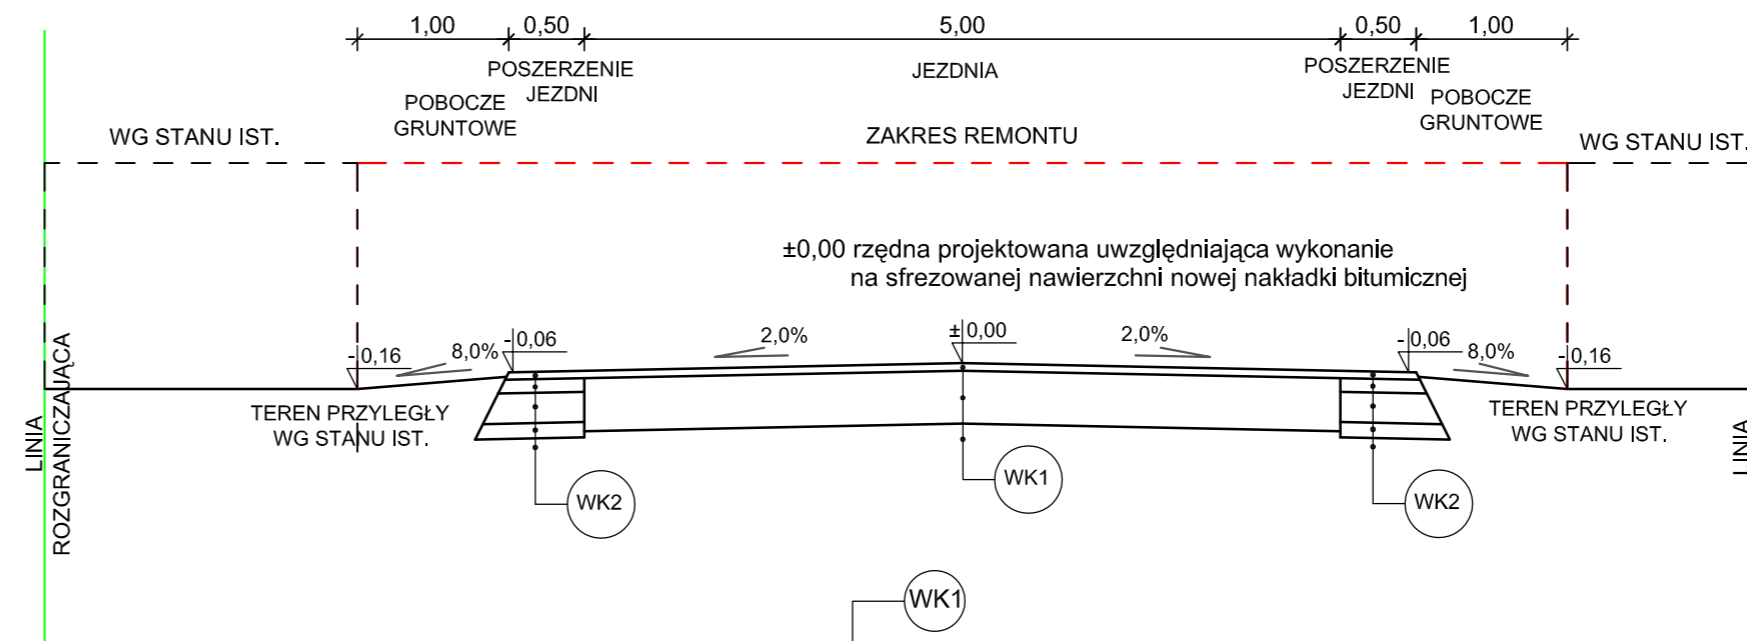 1,00 0,50 5,00 0,50 1,00
POSZERZENIE
JEZDNI
JEZDNIA
POSZERZENIE
JEZDNI
POBOCZE
GRUNTOWE
POBOCZE
GRUNTOWE
WG STANU IST.
ZAKRES REMONTU
WG STANU IST.
±0,00 rzędna projektowana uwzględniająca wykonanie
na sfrezowanej nawierzchni nowej nakładki bitumicznej
-0,16 8,0% -0,06 2,0% ±0,00 2,0% -0,06 8,0% -0,16
TEREN PRZYLEGŁY
WG STANU IST.
TEREN PRZYLEGŁY
WG STANU IST.
LINIA
ROZGRANICZAJĄCA
LINIA
WK2
WK1
WK2
WK1